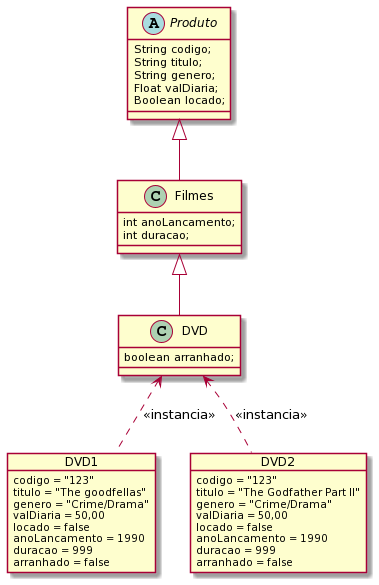 A Produto
String codigo;
String titulo;
String genero;
Float valDiaria;
Boolean locado;
C Filmes
int anoLancamento;
int duracao;
C DVD
boolean arranhado;
«instancia» «instancia»
DVD1
codigo = "123"
titulo = "The goodfellas"
genero = "Crime/Drama"
valDiaria = 50,00
locado = false
anoLancamento = 1990
duracao = 999
arranhado = false
DVD2
codigo = "123"
titulo = "The Godfather Part II"
genero = "Crime/Drama"
valDiaria = 50,00
locado = false
anoLancamento = 1990
duracao = 999
arranhado = false